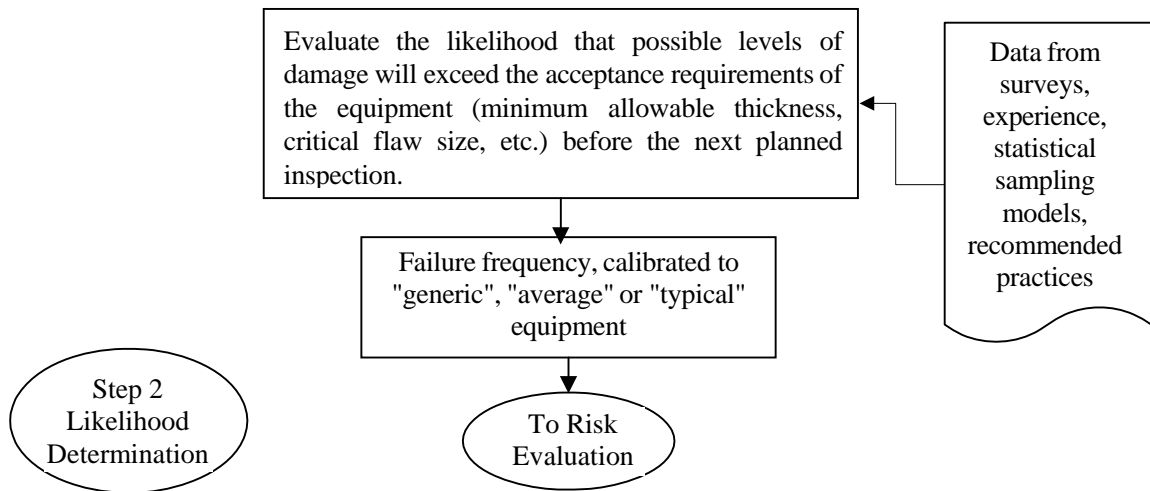 Evaluate the likelihood that possible levels of
damage will exceed the acceptance requirements of
the equipment (minimum allowable thickness,
critical flaw size, etc.) before the next planned
inspection.
Data from
surveys,
experience,
statistical
sampling
models,
recommended
practices
Failure frequency, calibrated to
"generic", "average" or "typical"
equipment
Step 2
Likelihood
Determination
To Risk
Evaluation